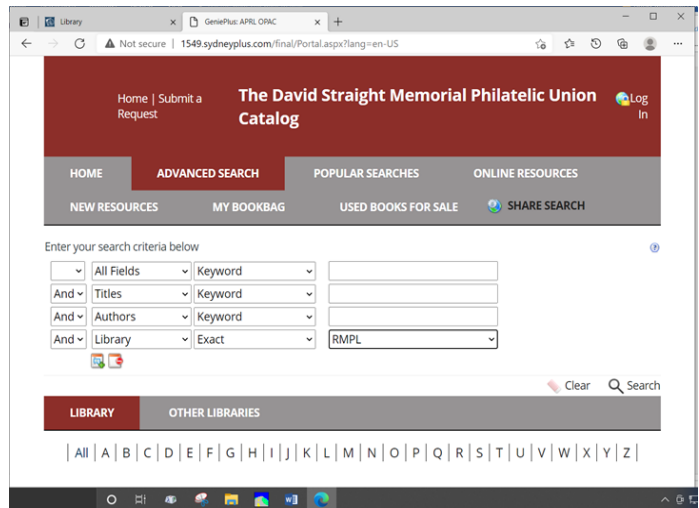 Library
GeniePlus: APRL OPAC
Not secure | 1549.sydneyplus.com/final/Portal.aspx?lang=en-US
Home | Submit a Request
The David Straight Memorial Philatelic Union Catalog
Log In
HOME ADVANCED SEARCH POPULAR SEARCHES ONLINE RESOURCES
NEW RESOURCES MY BOOKBAG USED BOOKS FOR SALE SHARE SEARCH
Enter your search criteria below
All Fields Keyword
And Titles Keyword
And Authors Keyword
And Library Exact RMPL
Clear Search
LIBRARY OTHER LIBRARIES
| All | A | B | C | D | E | F | G | H | I | J | K | L | M | N | O | P | Q | R | S | T | U | V | W | X | Y | Z |